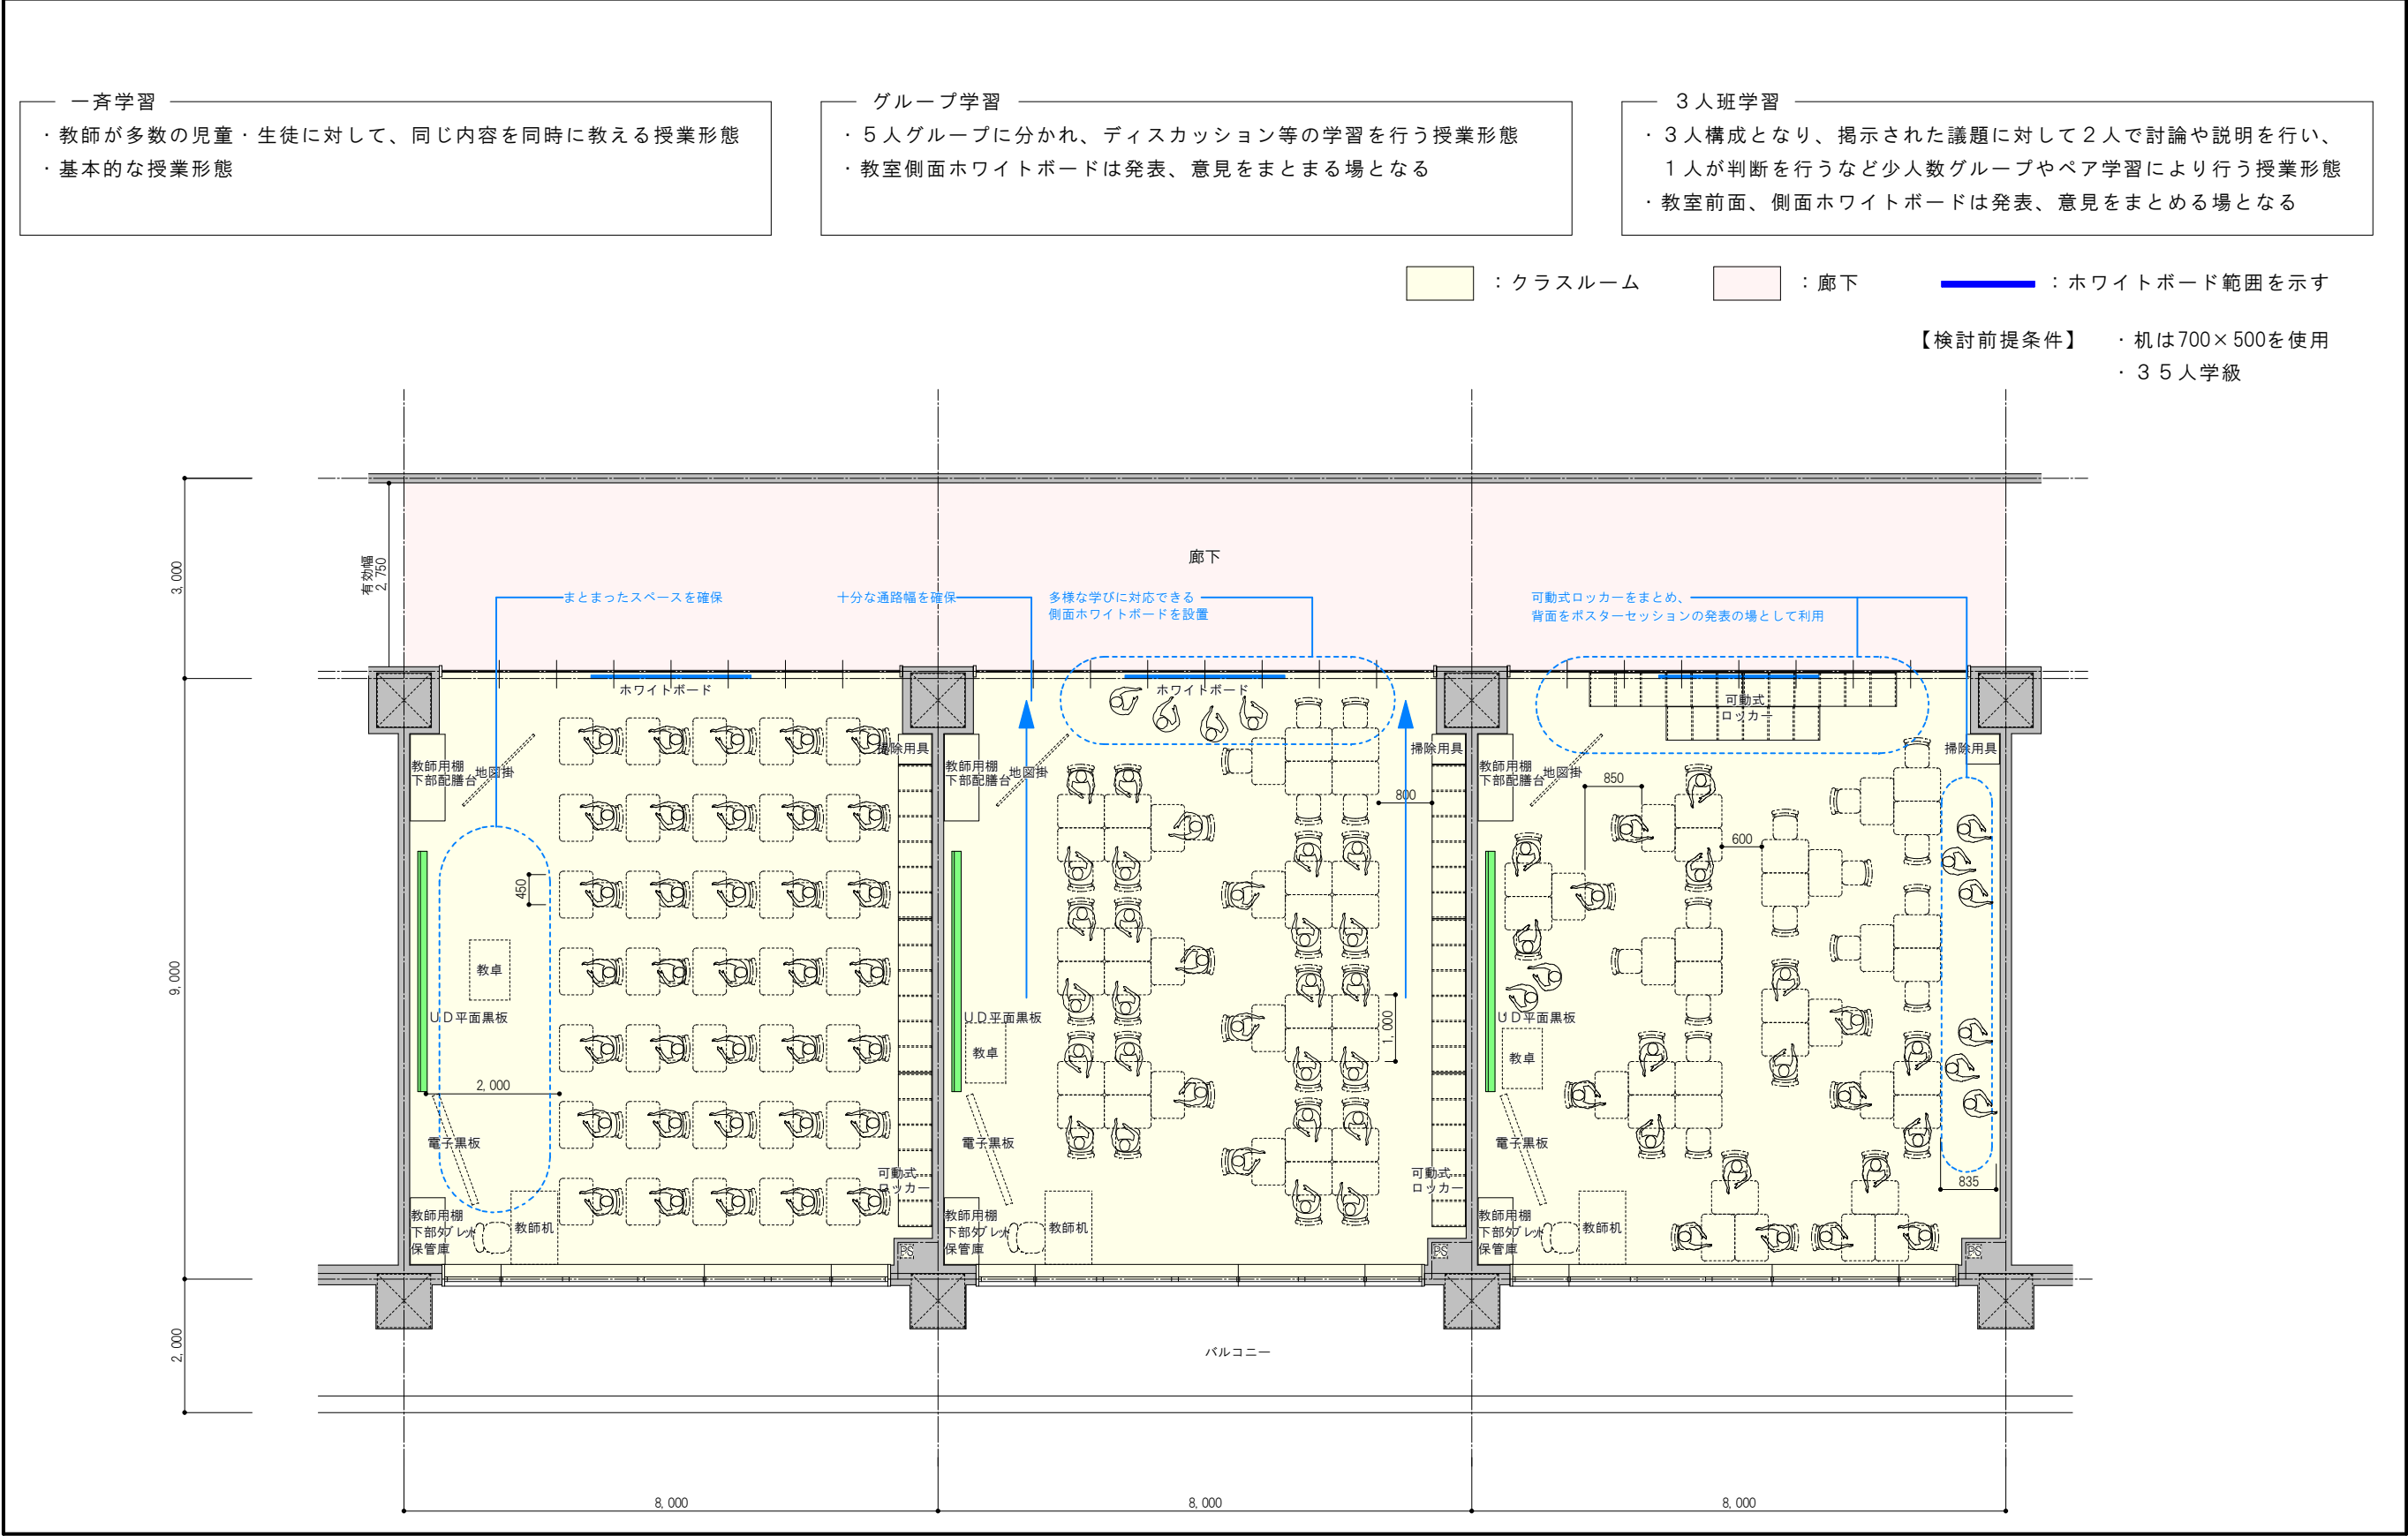 一斉学習
・教師が多数の児童・生徒に対して、同じ内容を同時に教える授業形態
・基本的な授業形態
グループ学習
・５人グループに分かれ、ディスカッション等の学習を行う授業形態
・教室側面ホワイトボードは発表、意見をまとまる場となる
３人班学習
・３人構成となり、掲示された議題に対して２人で討論や説明を行い、
１人が判断を行うなど少人数グループやペア学習により行う授業形態
・教室前面、側面ホワイトボードは発表、意見をまとめる場となる
：クラスルーム
：廊下
：ホワイトボード範囲を示す
【検討前提条件】 ・机は700×500を使用
・３５人学級
3,000
有効幅
2,750
廊下
まとまったスペースを確保
十分な通路幅を確保
多様な学びに対応できる
側面ホワイトボードを設置
可動式ロッカーをまとめ、
背面をポスターセッションの発表の場として利用
9,000
2,000
ホワイトボード
掃除用具
教師用棚
下部配膳台
地図掛
450
教卓
ＵＤ平面黒板
2,000
電子黒板
可動式
ロッカー
教師用棚
下部タブレット
保管庫
教師机
PS
ホワイトボード
掃除用具
教師用棚
下部配膳台
地図掛
800
ＵＤ平面黒板
教卓
1,000
電子黒板
可動式
ロッカー
教師用棚
下部タブレット
保管庫
教師机
PS
可動式
ロッカー
掃除用具
教師用棚
下部配膳台
地図掛
850
600
ＵＤ平面黒板
教卓
電子黒板
835
教師用棚
下部タブレット
保管庫
教師机
PS
バルコニー
8,000
8,000
8,000